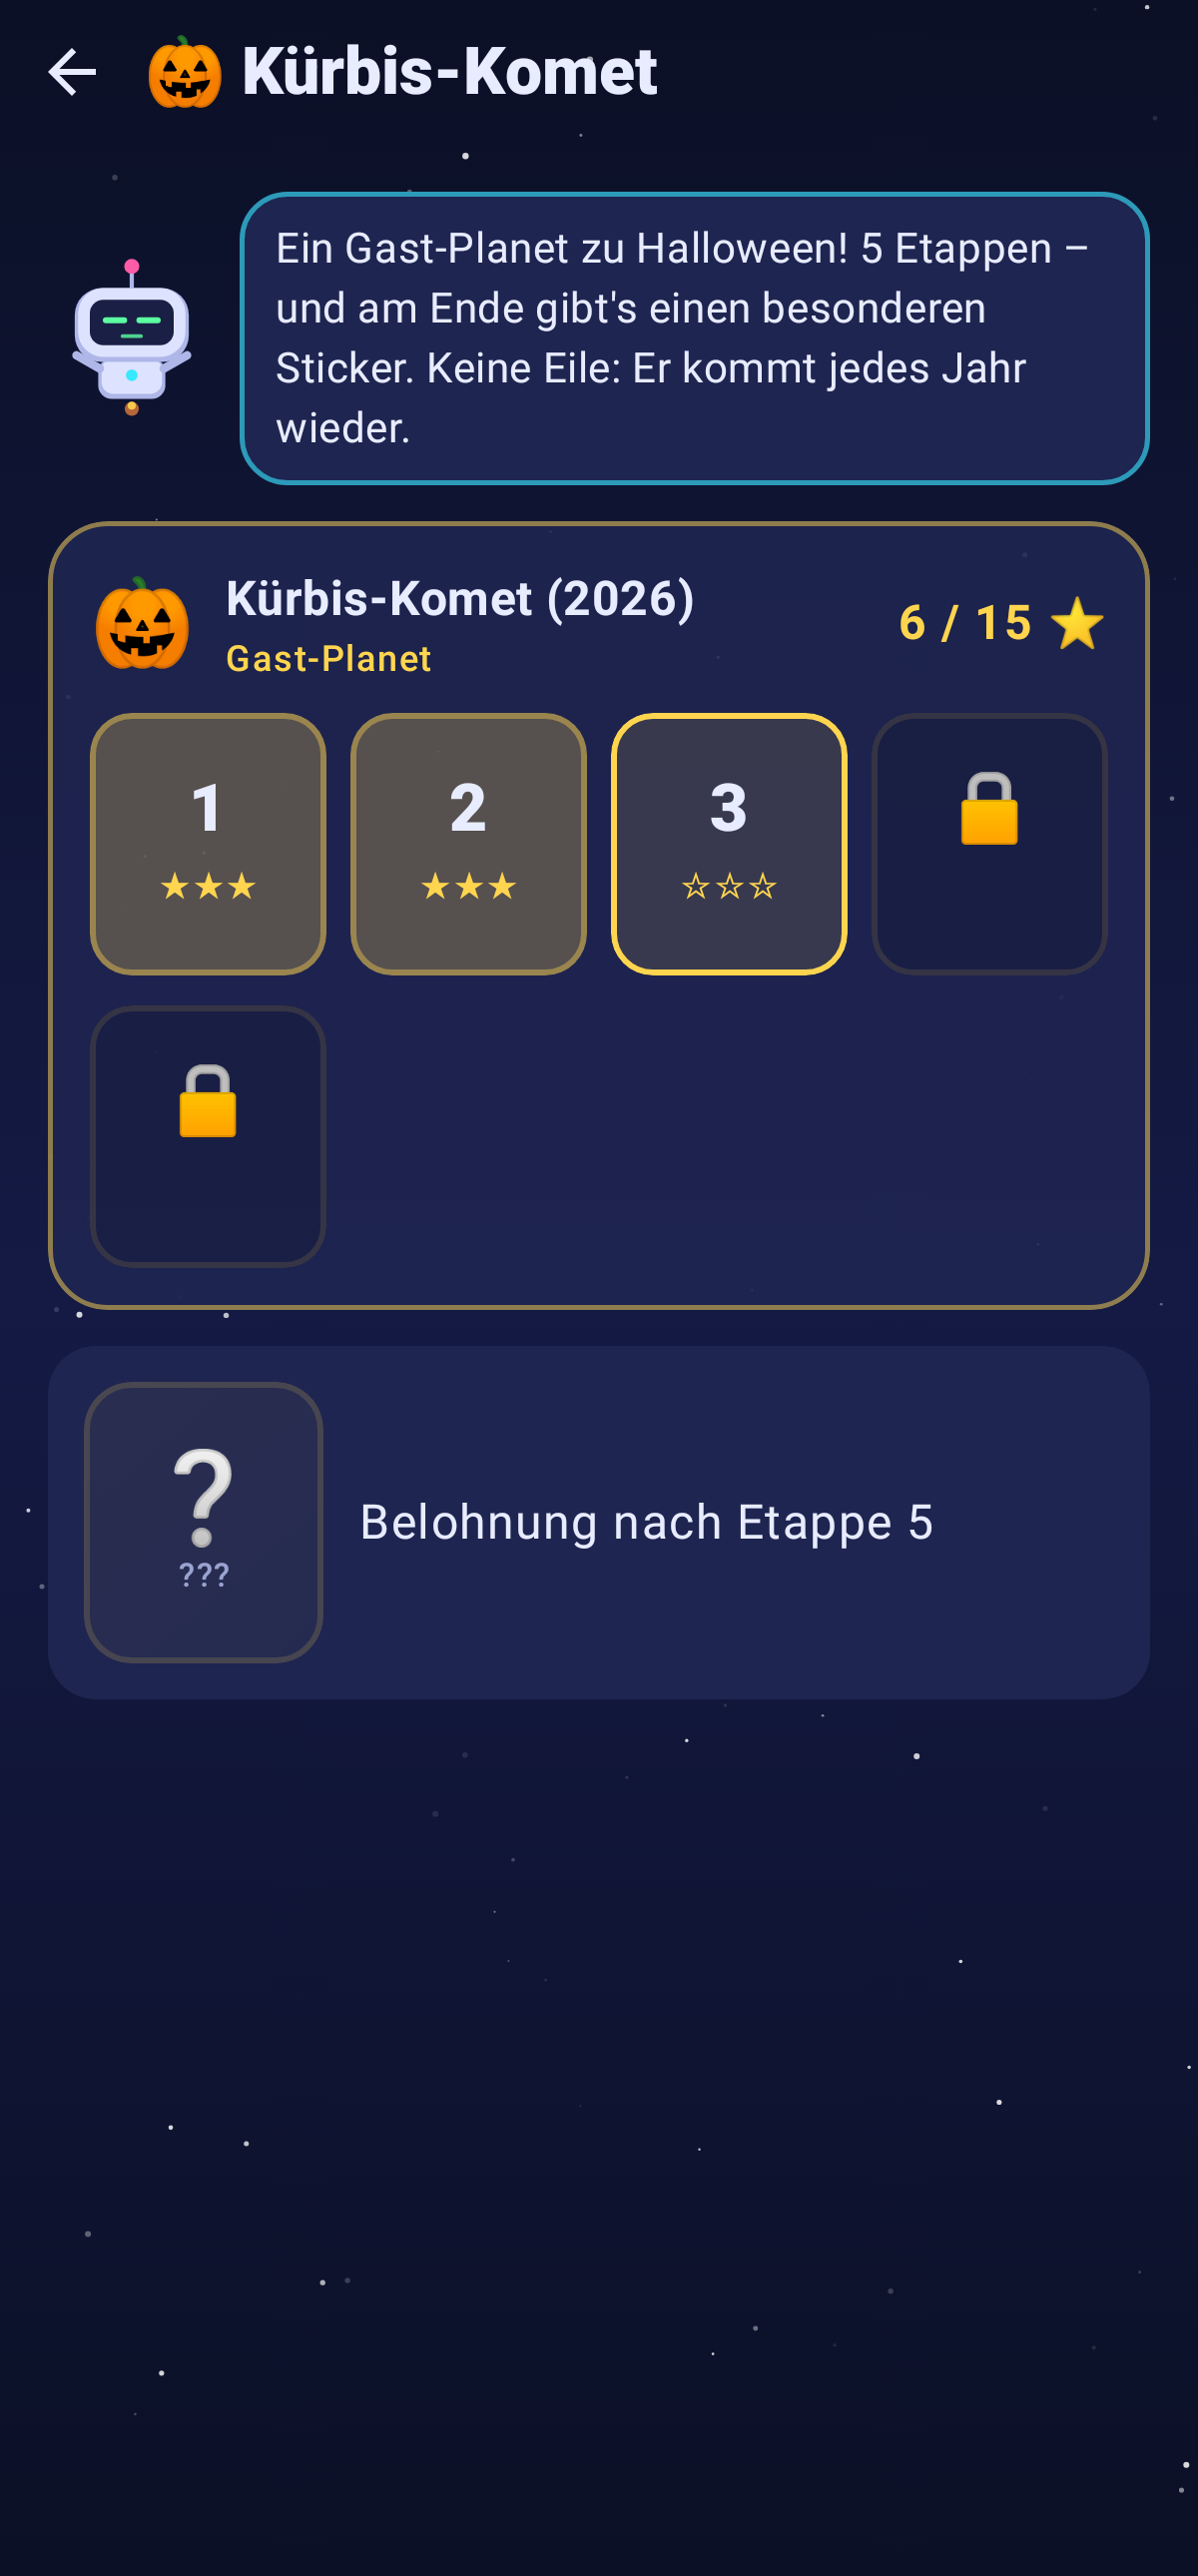 Kürbis-Komet
Ein Gast-Planet zu Halloween! 5 Etappen –
und am Ende gibt's einen besonderen
Sticker. Keine Eile: Er kommt jedes Jahr
wieder.
Kürbis-Komet (2026)
Gast-Planet
6 / 15
1
2
3
?
???
Belohnung nach Etappe 5